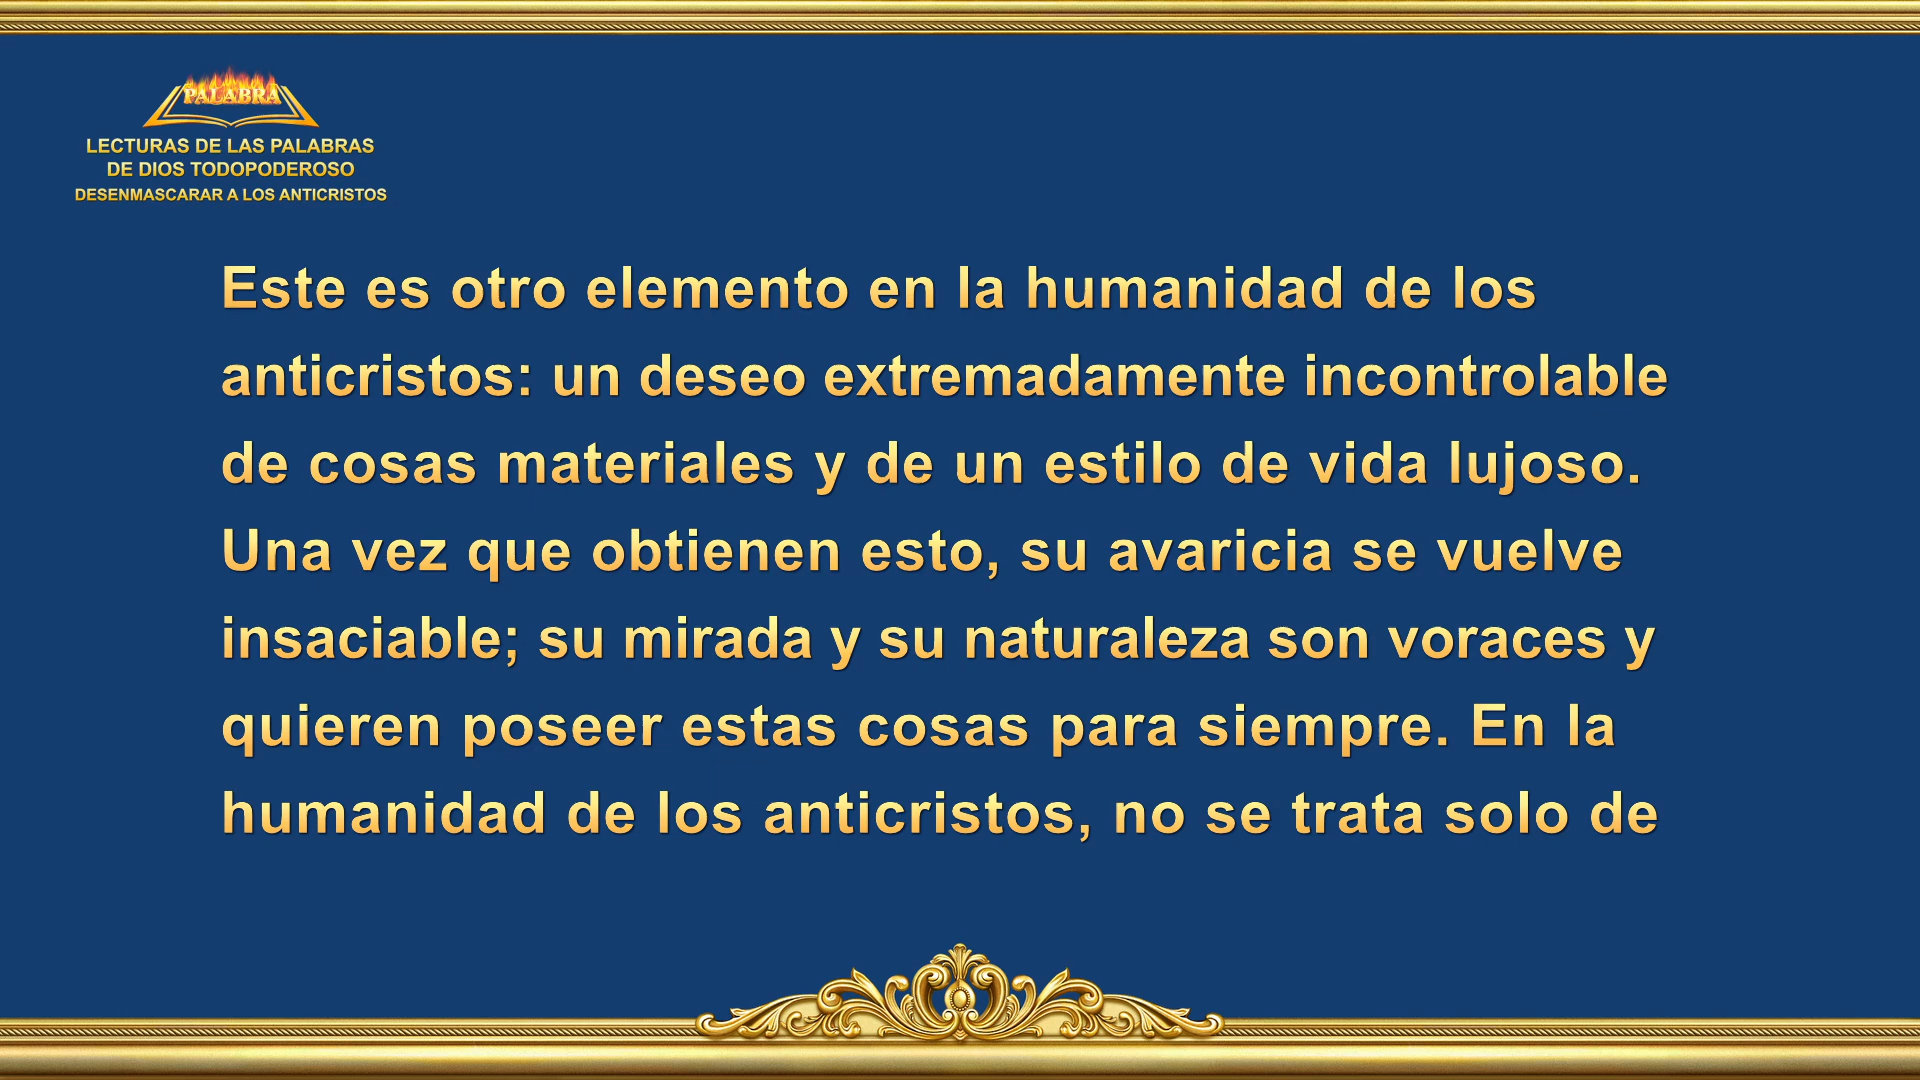 PALABRA
LECTURAS DE LAS PALABRAS
DE DIOS TODOPODEROSO
DESENMASCARAR A LOS ANTICRISTOS
Este es otro elemento en la humanidad de los
anticristos: un deseo extremadamente incontrolable
de cosas materiales y de un estilo de vida lujoso.
Una vez que obtienen esto, su avaricia se vuelve
insaciable; su mirada y su naturaleza son voraces y
quieren poseer estas cosas para siempre. En la
humanidad de los anticristos, no se trata solo de